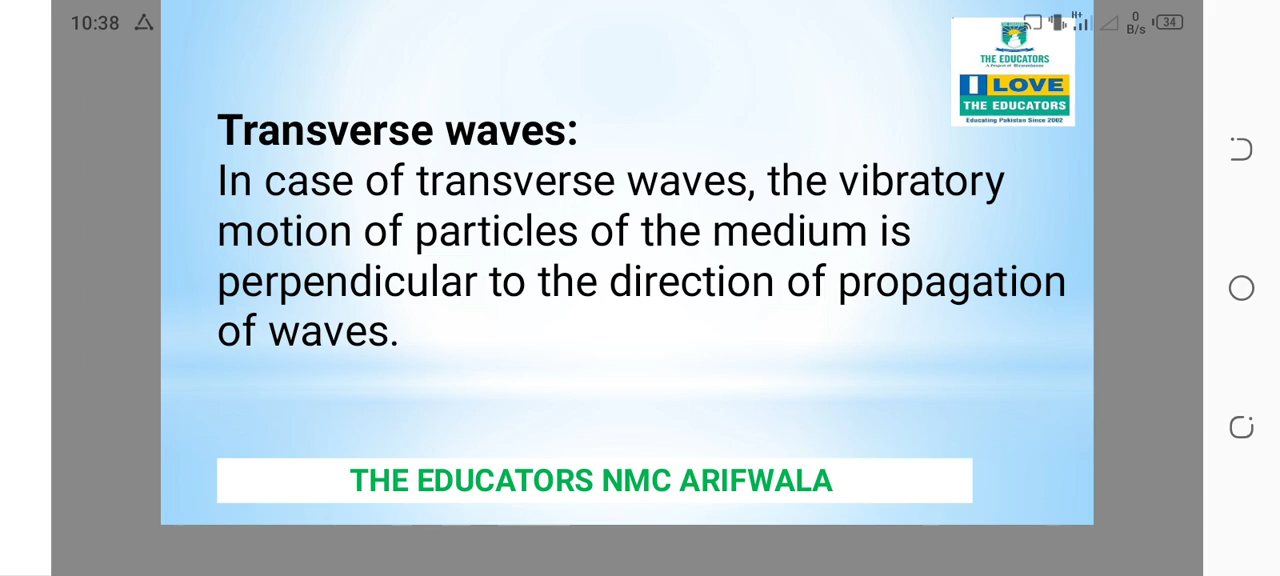 10:38
H+
0
B/s
34
THE EDUCATORS
I LOVE
THE EDUCATORS
Educating Pakistan Since 2002
Transverse waves:
In case of transverse waves, the vibratory
motion of particles of the medium is
perpendicular to the direction of propagation
of waves.
THE EDUCATORS NMC ARIFWALA